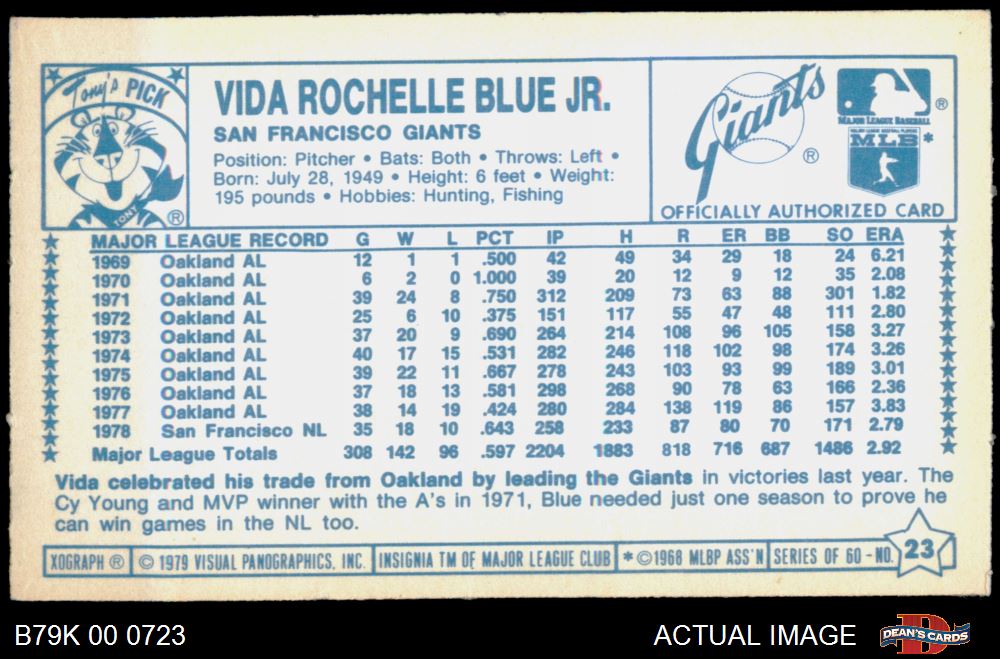 Tony's PICK
TONY
®
VIDA ROCHELLE BLUE JR.
SAN FRANCISCO GIANTS
Position: Pitcher • Bats: Both • Throws: Left •
Born: July 28, 1949 • Height: 6 feet • Weight:
195 pounds • Hobbies: Hunting, Fishing
Giants ®
MAJOR LEAGUE BASEBALL ®
MAJOR LEAGUE BASEBALL PLAYERS
MLB *
OFFICIALLY AUTHORIZED CARD
MAJOR LEAGUE RECORD G W L PCT IP H R ER BB SO ERA
1969 Oakland AL 12 1 1 .500 42 49 34 29 18 24 6.21
1970 Oakland AL 6 2 0 1.000 39 20 12 9 12 35 2.08
1971 Oakland AL 39 24 8 .750 312 209 73 63 88 301 1.82
1972 Oakland AL 25 6 10 .375 151 117 55 47 48 111 2.80
1973 Oakland AL 37 20 9 .690 264 214 108 96 105 158 3.27
1974 Oakland AL 40 17 15 .531 282 246 118 102 98 174 3.26
1975 Oakland AL 39 22 11 .667 278 243 103 93 99 189 3.01
1976 Oakland AL 37 18 13 .581 298 268 90 78 63 166 2.36
1977 Oakland AL 38 14 19 .424 280 284 138 119 86 157 3.83
1978 San Francisco NL 35 18 10 .643 258 233 87 80 70 171 2.79
Major League Totals 308 142 96 .597 2204 1883 818 716 687 1486 2.92
Vida celebrated his trade from Oakland by leading the Giants in victories last year. The
Cy Young and MVP winner with the A's in 1971, Blue needed just one season to prove he
can win games in the NL too.
XOGRAPH ® © 1979 VISUAL PANOGRAPHICS, INC. INSIGNIA TM OF MAJOR LEAGUE CLUB * ©1968 MLBP ASS'N SERIES OF 60 - NO. 23
B79K 00 0723 ACTUAL IMAGE DEAN'S CARDS